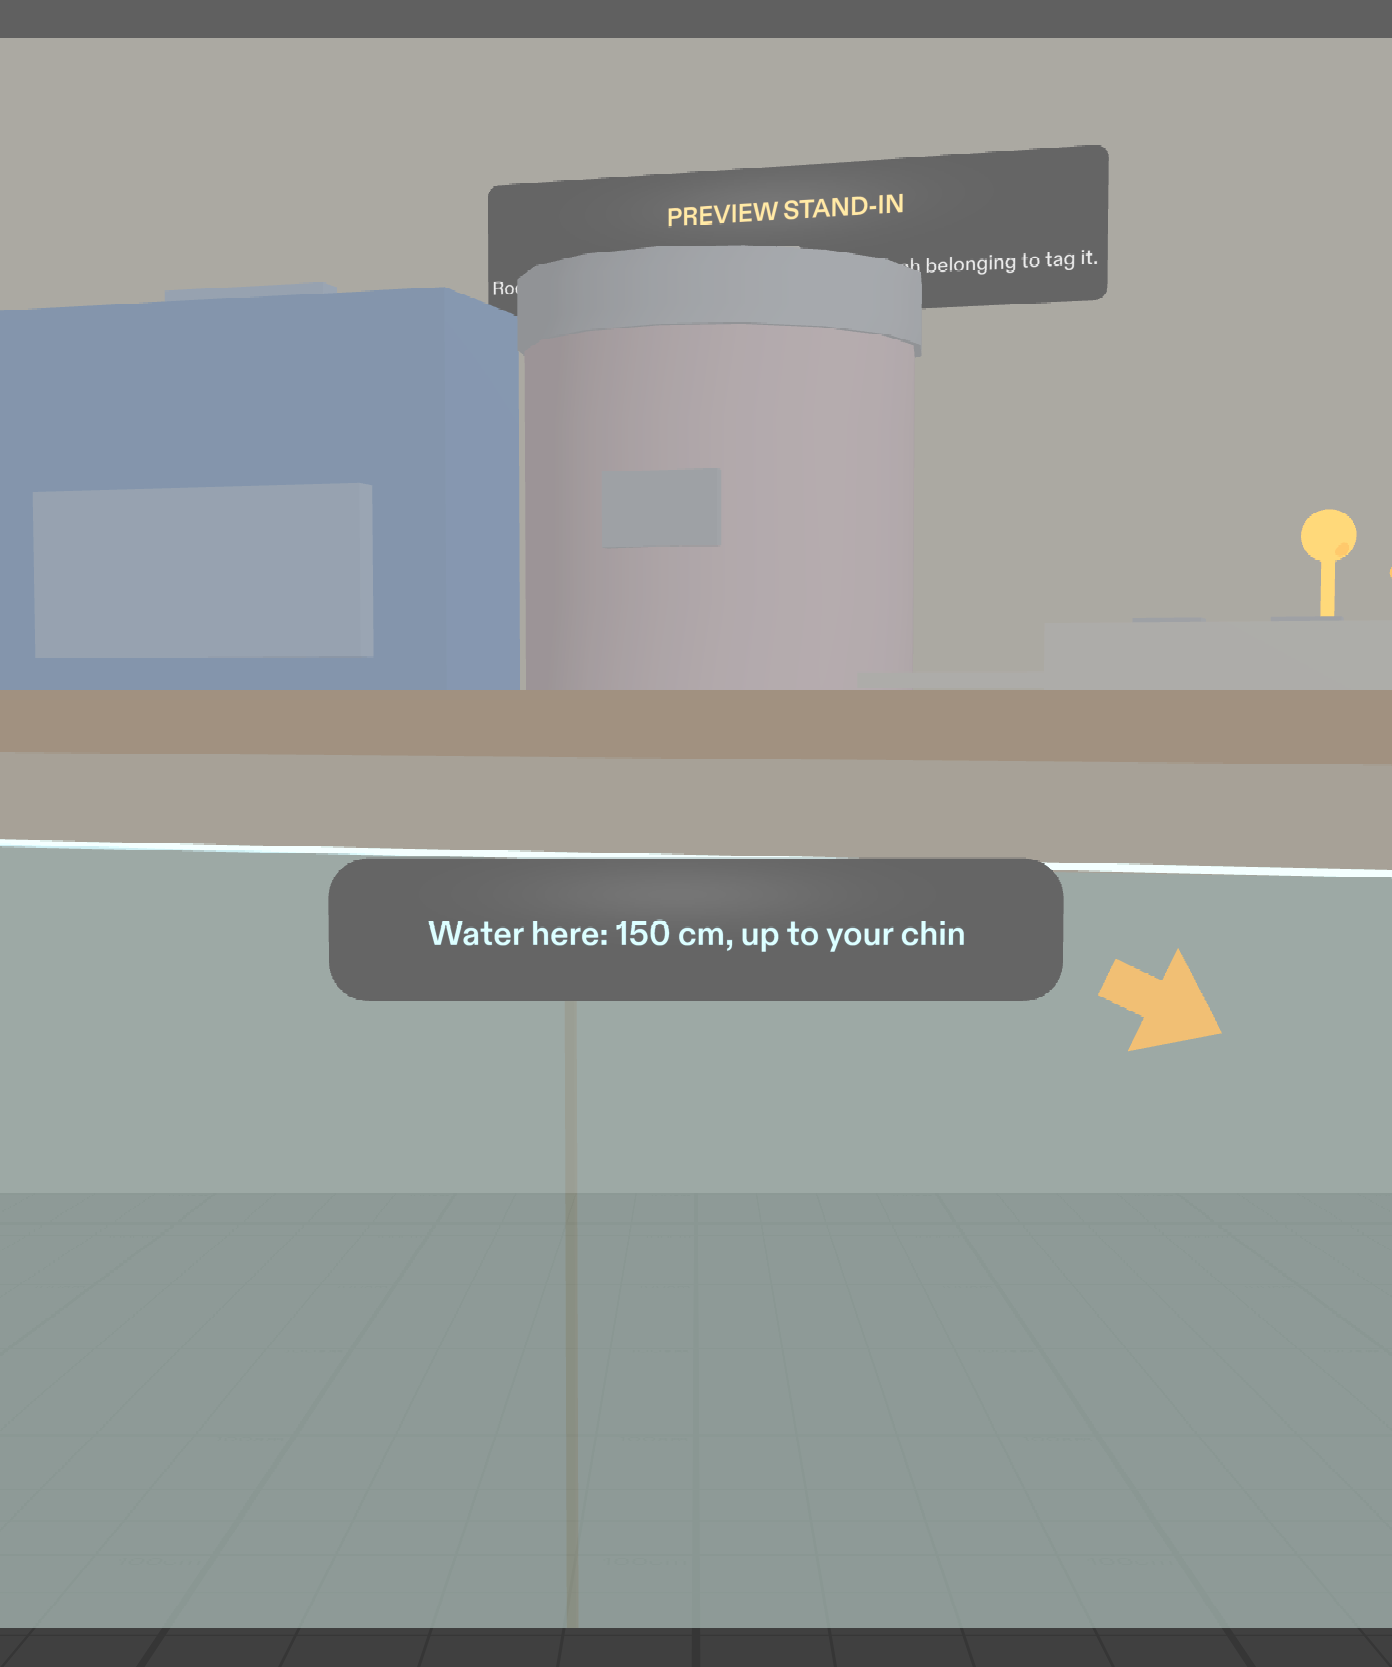 PREVIEW STAND-IN
belonging to tag it.
Water here: 150 cm, up to your chin